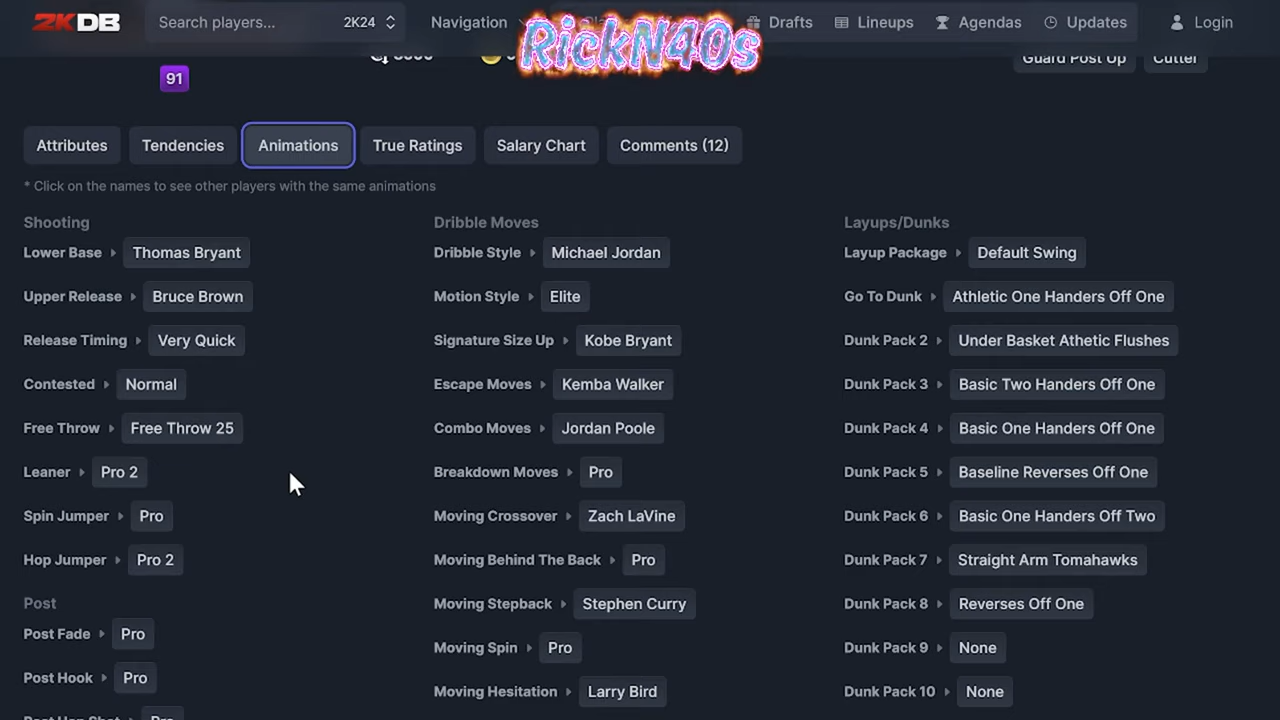 2KDB
Search players...
2K24
Navigation
Drafts
Lineups
Agendas
Updates
Login
RickN40s
91
Guard Post Up
Cutter
Attributes
Tendencies
Animations
True Ratings
Salary Chart
Comments (12)
* Click on the names to see other players with the same animations
Shooting
Lower Base Thomas Bryant
Upper Release Bruce Brown
Release Timing Very Quick
Contested Normal
Free Throw Free Throw 25
Leaner Pro 2
Spin Jumper Pro
Hop Jumper Pro 2
Post
Post Fade Pro
Post Hook Pro
Post Hop Shot Pro
Dribble Moves
Dribble Style Michael Jordan
Motion Style Elite
Signature Size Up Kobe Bryant
Escape Moves Kemba Walker
Combo Moves Jordan Poole
Breakdown Moves Pro
Moving Crossover Zach LaVine
Moving Behind The Back Pro
Moving Stepback Stephen Curry
Moving Spin Pro
Moving Hesitation Larry Bird
Layups/Dunks
Layup Package Default Swing
Go To Dunk Athletic One Handers Off One
Dunk Pack 2 Under Basket Athetic Flushes
Dunk Pack 3 Basic Two Handers Off One
Dunk Pack 4 Basic One Handers Off One
Dunk Pack 5 Baseline Reverses Off One
Dunk Pack 6 Basic One Handers Off Two
Dunk Pack 7 Straight Arm Tomahawks
Dunk Pack 8 Reverses Off One
Dunk Pack 9 None
Dunk Pack 10 None